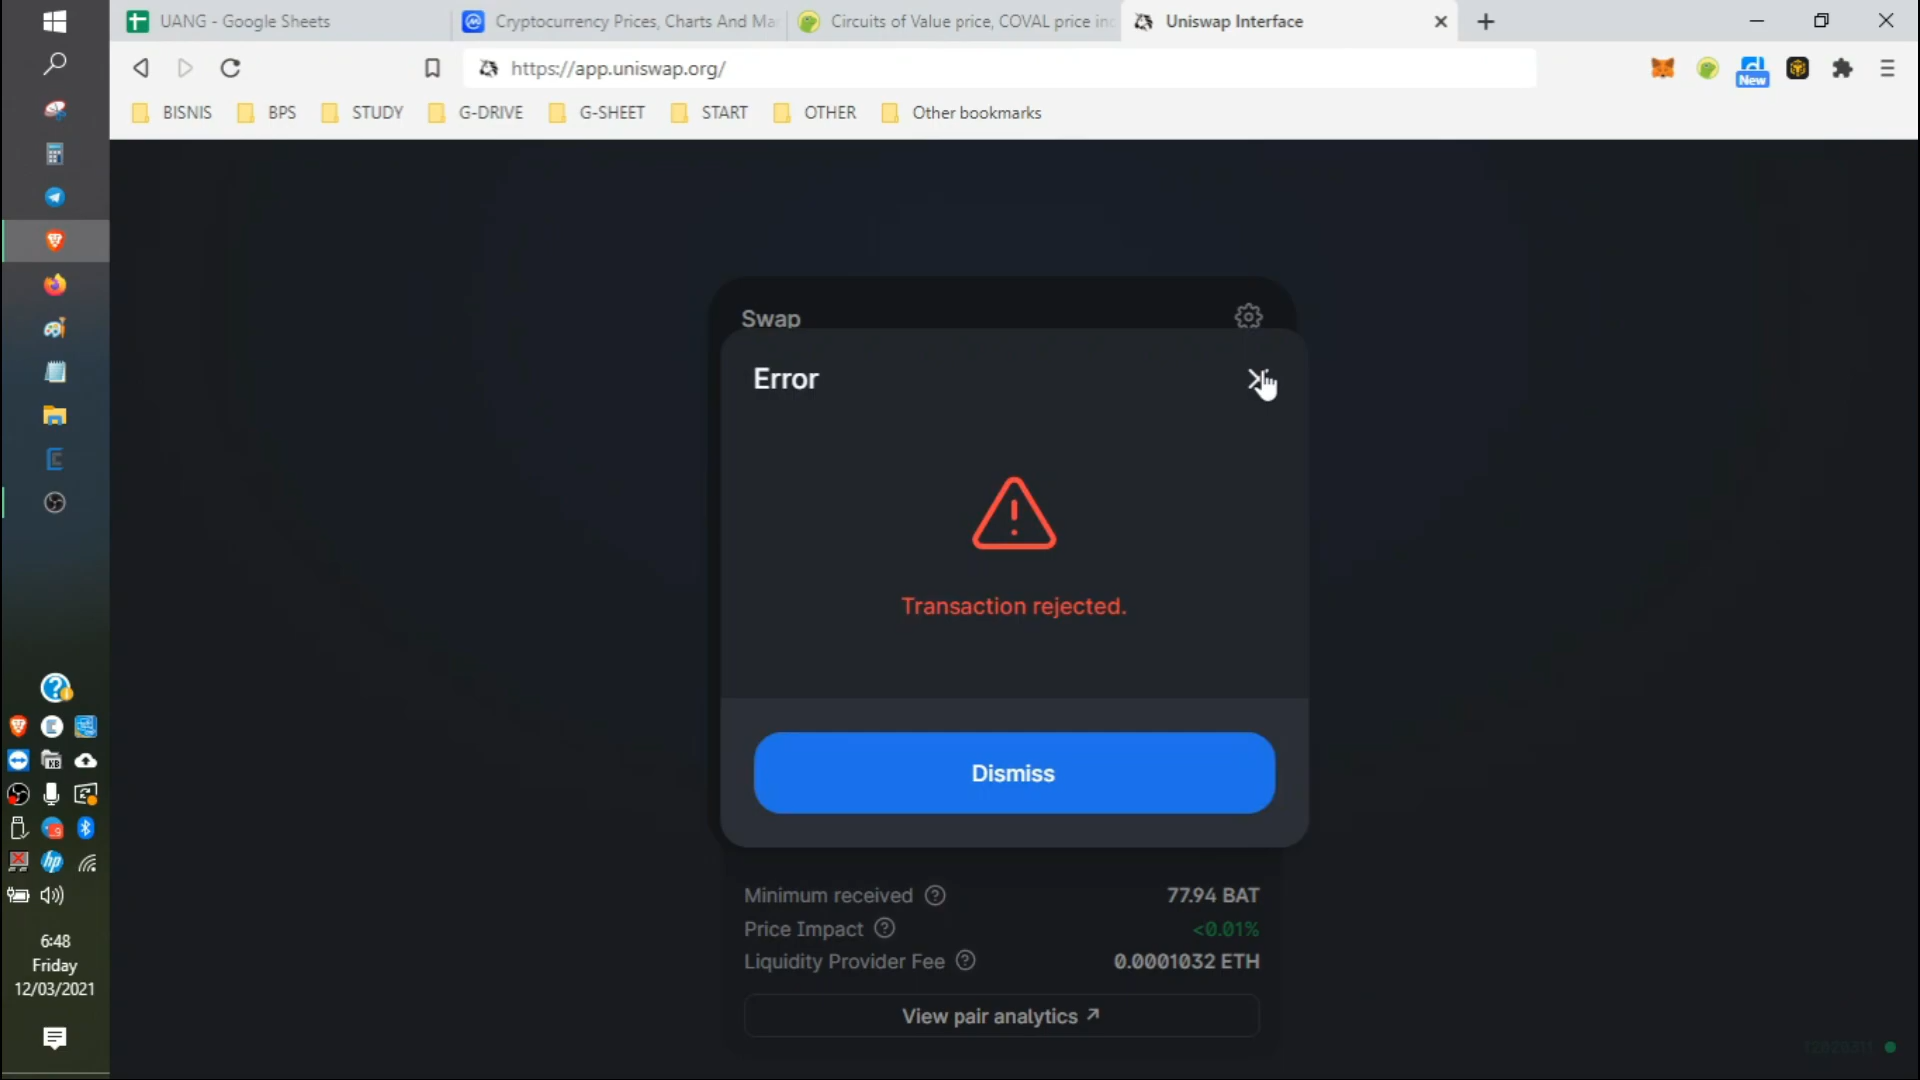 UANG - Google Sheets
Cryptocurrency Prices, Charts And Ma
Circuits of Value price, COVAL price in
Uniswap Interface
https://app.uniswap.org/
New
BISNIS
BPS
STUDY
G-DRIVE
G-SHEET
START
OTHER
Other bookmarks
Swap
Error
Transaction rejected.
Dismiss
Minimum received
77.94 BAT
Price Impact
<0.01%
Liquidity Provider Fee
0.0001032 ETH
View pair analytics ↗
KB
hp
6:48
Friday
12/03/2021